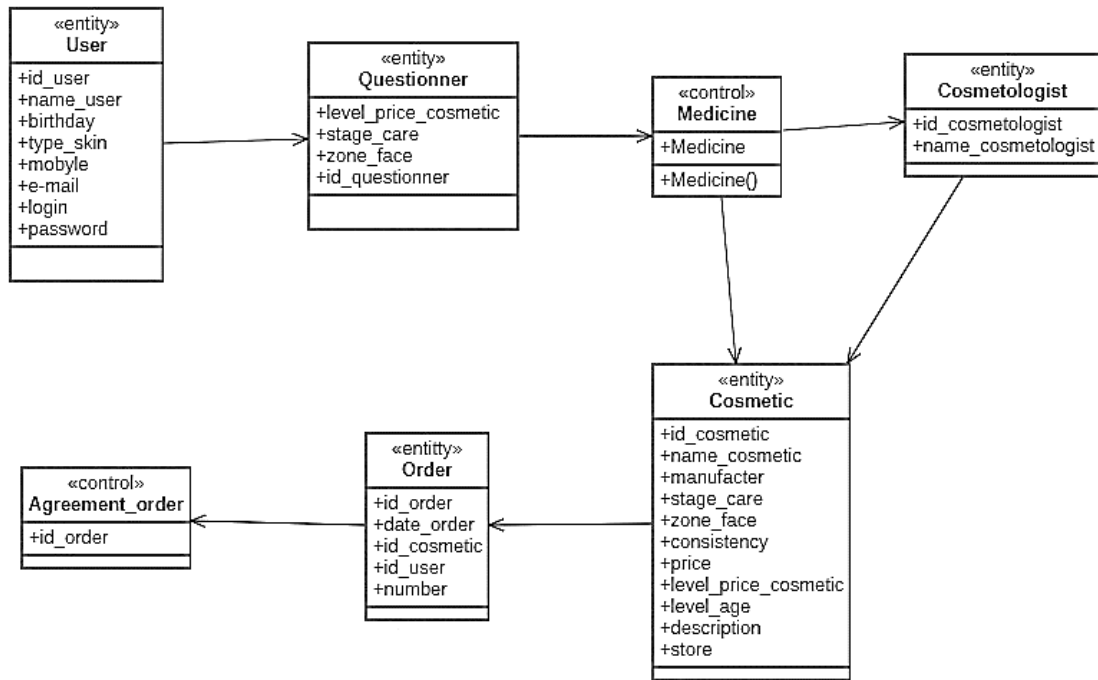 «entity»
User
+id_user
+name_user
+birthday
+type_skin
+mobyle
+e-mail
+login
+password
«entity»
Questionner
+level_price_cosmetic
+stage_care
+zone_face
+id_questionner
«control»
Medicine
+Medicine
+Medicine()
«entity»
Cosmetologist
+id_cosmetologist
+name_cosmetologist
«control»
Agreement_order
+id_order
«entitty»
Order
+id_order
+date_order
+id_cosmetic
+id_user
+number
«entity»
Cosmetic
+id_cosmetic
+name_cosmetic
+manufacter
+stage_care
+zone_face
+consistency
+price
+level_price_cosmetic
+level_age
+description
+store